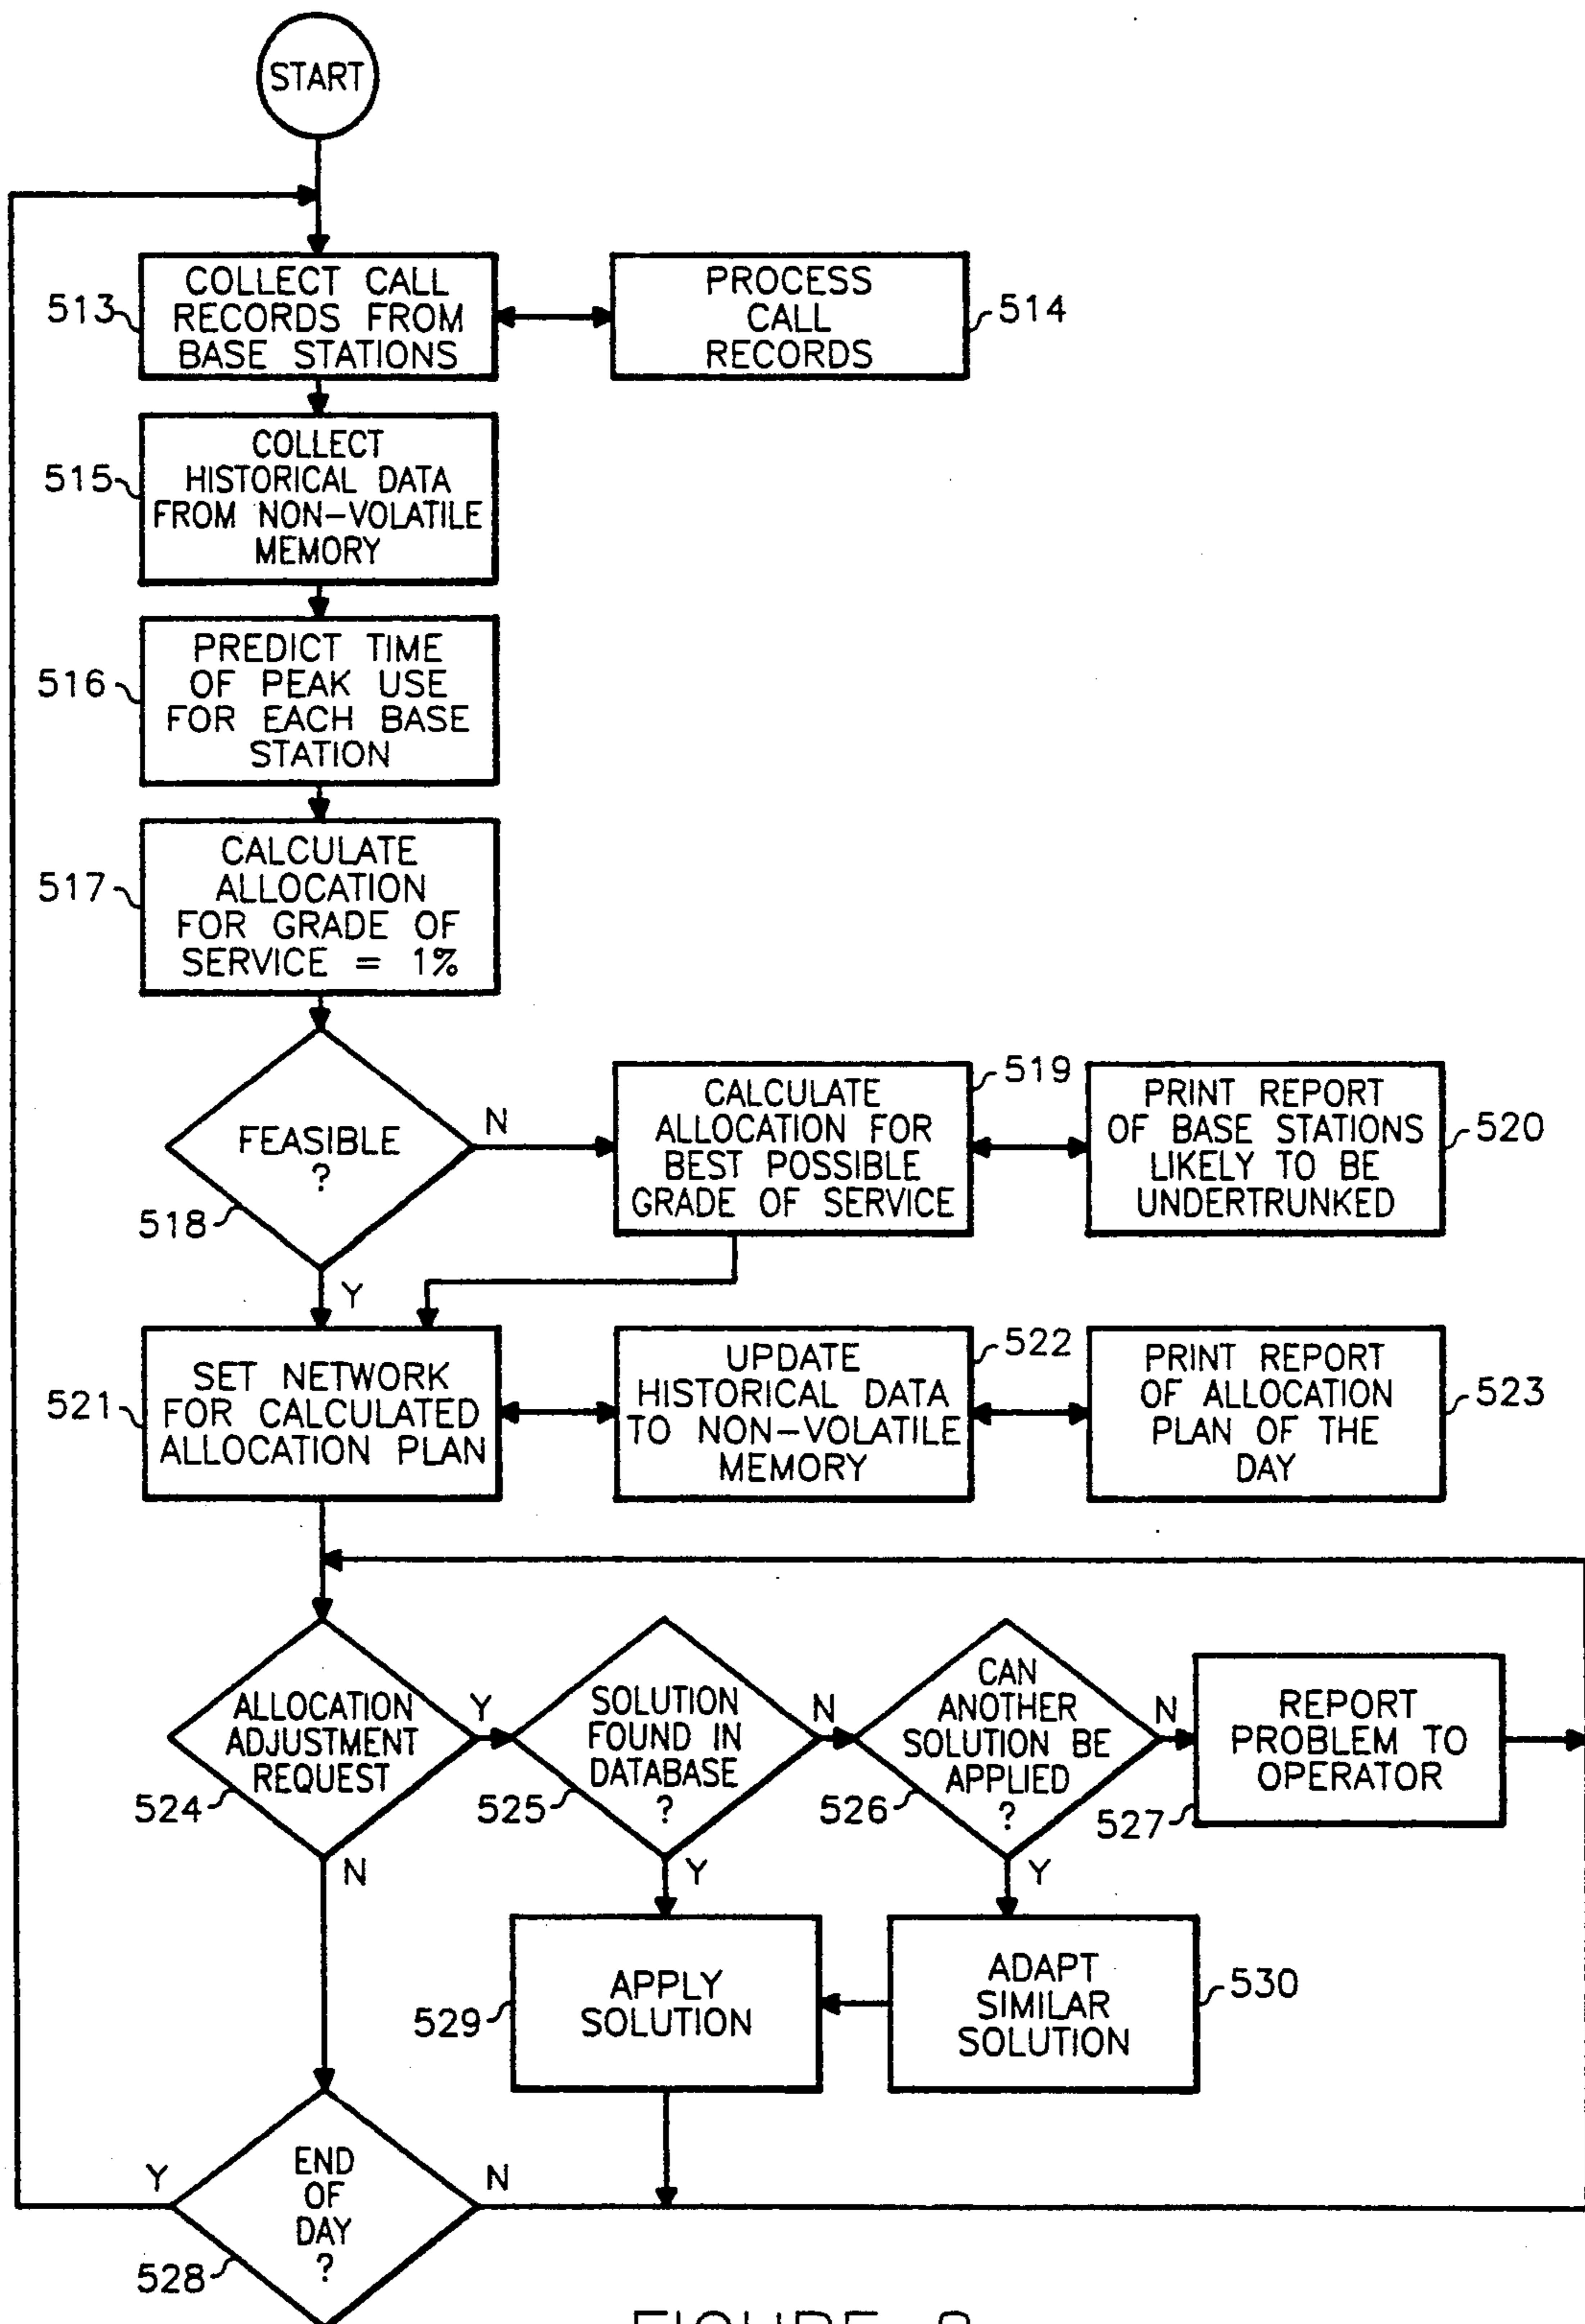 START
COLLECT CALL
RECORDS FROM
BASE STATIONS
513
PROCESS
CALL
RECORDS
514
COLLECT
HISTORICAL DATA
FROM NON-VOLATILE
MEMORY
515
PREDICT TIME
OF PEAK USE
FOR EACH BASE
STATION
516
CALCULATE
ALLOCATION
FOR GRADE OF
SERVICE = 1%
517
FEASIBLE
?
518
N
Y
CALCULATE
ALLOCATION FOR
BEST POSSIBLE
GRADE OF SERVICE
519
PRINT REPORT
OF BASE STATIONS
LIKELY TO BE
UNDERTRUNKED
520
SET NETWORK
FOR CALCULATED
ALLOCATION PLAN
521
UPDATE
HISTORICAL DATA
TO NON-VOLATILE
MEMORY
522
PRINT REPORT
OF ALLOCATION
PLAN OF THE
DAY
523
ALLOCATION
ADJUSTMENT
REQUEST
524
Y
N
SOLUTION
FOUND IN
DATABASE
?
525
N
Y
CAN
ANOTHER
SOLUTION BE
APPLIED
?
526
N
Y
REPORT
PROBLEM TO
OPERATOR
527
APPLY
SOLUTION
529
ADAPT
SIMILAR
SOLUTION
530
END
OF
DAY
?
528
Y
N
FIGURE